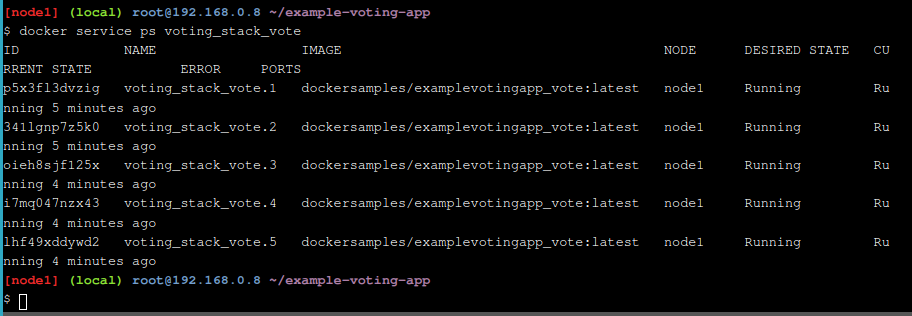 [node1] (local) root@192.168.0.8 ~/example-voting-app
$ docker service ps voting_stack_vote
ID             NAME                  IMAGE                                       NODE      DESIRED STATE   CU
RRENT STATE           ERROR     PORTS
p5x3fl3dvzig   voting_stack_vote.1   dockersamples/examplevotingapp_vote:latest   node1     Running         Ru
nning 5 minutes ago
341lgnp7z5k0   voting_stack_vote.2   dockersamples/examplevotingapp_vote:latest   node1     Running         Ru
nning 5 minutes ago
oieh8sjf125x   voting_stack_vote.3   dockersamples/examplevotingapp_vote:latest   node1     Running         Ru
nning 4 minutes ago
i7mq047nzx43   voting_stack_vote.4   dockersamples/examplevotingapp_vote:latest   node1     Running         Ru
nning 4 minutes ago
lhf49xddywd2   voting_stack_vote.5   dockersamples/examplevotingapp_vote:latest   node1     Running         Ru
nning 4 minutes ago
[node1] (local) root@192.168.0.8 ~/example-voting-app
$